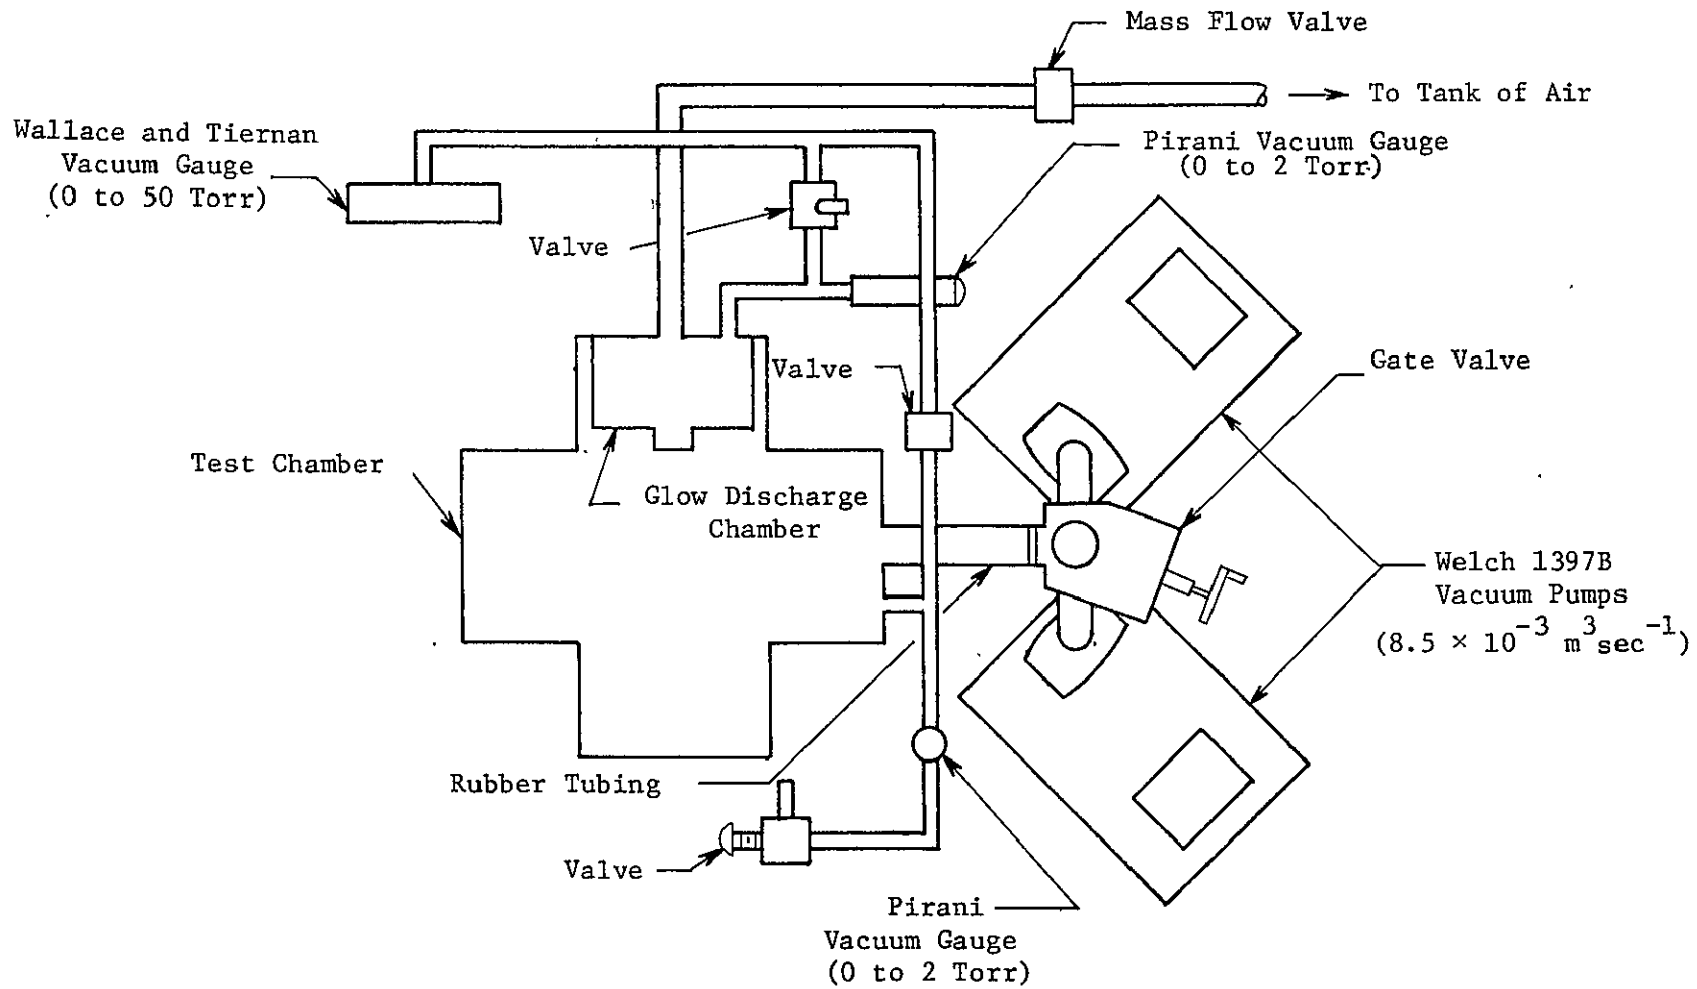 Mass Flow Valve
To Tank of Air
Wallace and Tiernan
Vacuum Gauge
(0 to 50 Torr)
Pirani Vacuum Gauge
(0 to 2 Torr)
Valve
Valve
Gate Valve
Test Chamber
Glow Discharge
Chamber
Welch 1397B
Vacuum Pumps
(8.5 × 10⁻³ m³sec⁻¹)
Rubber Tubing
Valve
Pirani
Vacuum Gauge
(0 to 2 Torr)